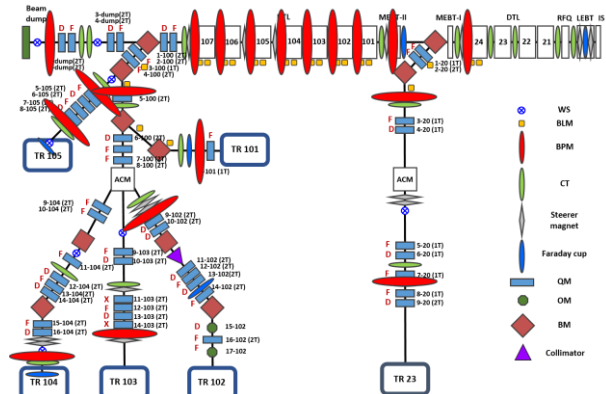 Beam
dump
3-dump(2T)
4-dump(2T)
D F
F D
D F
DTL
MEBT-II
MEBT-I
DTL
RFQ
LEBT
IS
107
106
105
104
103
102
101
24
23
22
21
dump(2T)
dump(2T)
1-100 (2T)
2-100 (2T)
3-100 (1T)
4-100 (2T)
1-20 (1T)
2-20 (2T)
5-105 (2T)
6-105 (2T)
7-105 (2T)
8-105 (2T)
5-100 (2T)
6-100 (2T)
7-100 (2T)
8-100 (2T)
D
F
F
TR 105
TR 101
F
101 (1T)
D
F
3-20 (1T)
4-20 (1T)
ACM
ACM
9-104 (2T)
10-104 (2T)
F
D
9-102 (2T)
10-102 (2T)
F
D
11-104 (2T)
F
12-104 (2T)
13-104 (2T)
14-104 (2T)
9-103 (2T)
10-103 (2T)
F
D
11-102 (2T)
12-102 (2T)
13-102(2T)
14-102 (2T)
11-103 (2T)
12-103 (2T)
13-103 (2T)
14-103 (2T)
X
F
D
X
15-104 (2T)
16-104 (2T)
F
D
15-102
16-102 (2T)
17-102
D
F
F
5-20 (1T)
6-20 (1T)
7-20 (1T)
8-20 (1T)
9-20 (2T)
F
D
F
F
D
TR 104
TR 103
TR 102
TR 23
WS
BLM
BPM
CT
Steerer
magnet
Faraday cup
QM
OM
BM
Collimator